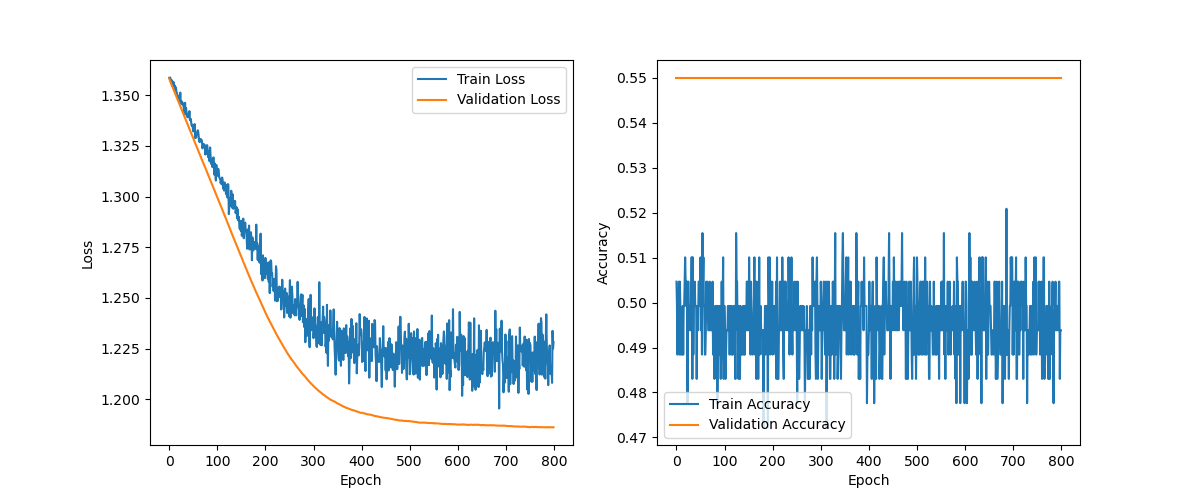 Train Loss
Validation Loss
1.350
1.325
1.300
1.275
1.250
1.225
1.200
Loss
0 100 200 300 400 500 600 700 800
Epoch
0.55
0.54
0.53
0.52
0.51
0.50
0.49
0.48
0.47
Accuracy
Train Accuracy
Validation Accuracy
0 100 200 300 400 500 600 700 800
Epoch